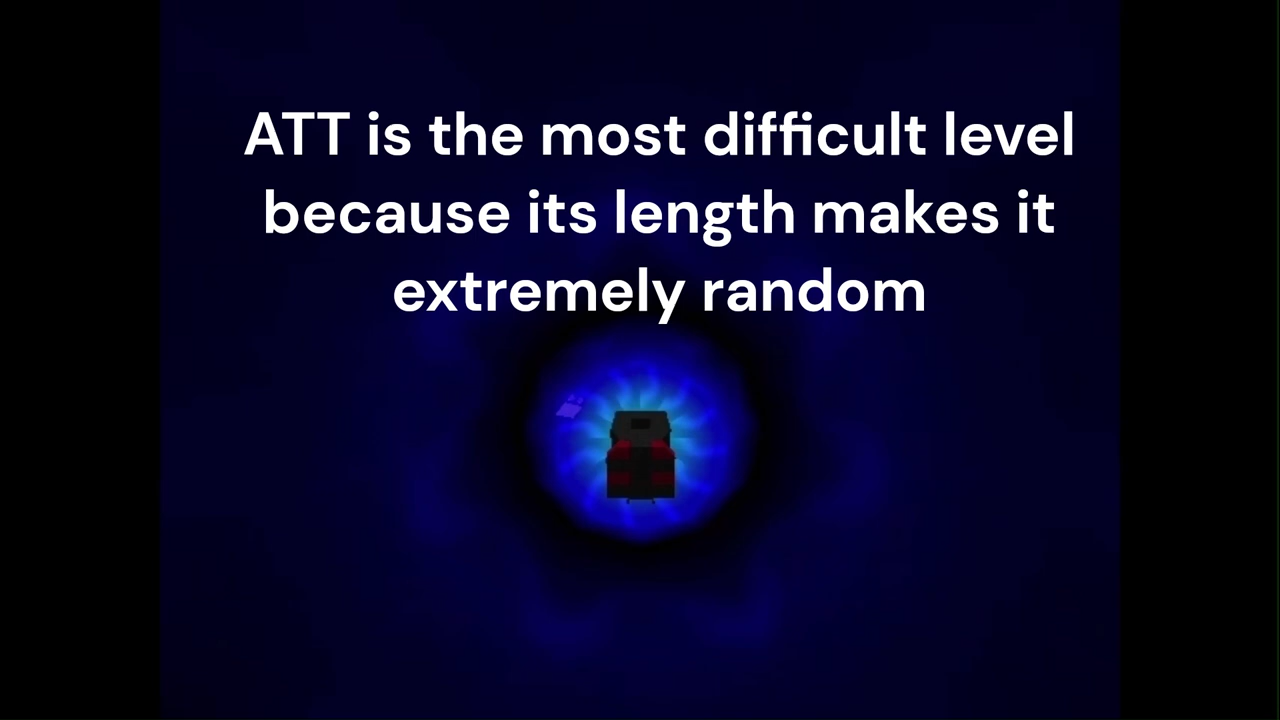 ATT is the most difficult level
because its length makes it
extremely random